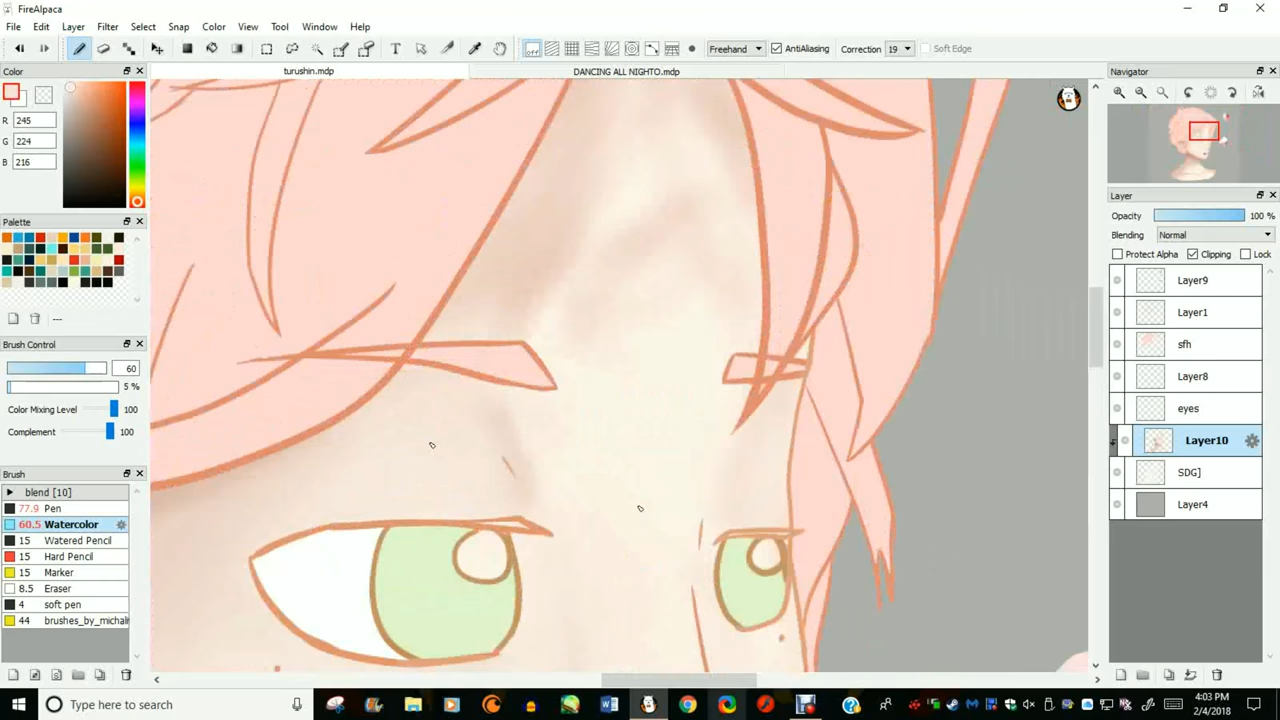 FireAlpaca
File Edit Layer Filter Select Snap Color View Tool Window Help
Freehand AntiAliasing Correction 19 Soft Edge
Color
turushin.mdp DANCING ALL NIGHTO.mdp
Navigator
R 245
G 224
B 216
Palette
---
Brush Control
60
5 %
Color Mixing Level 100
Complement 100
Brush
blend [10]
77.9 Pen
60.5 Watercolor
15 Watered Pencil
15 Hard Pencil
15 Marker
8.5 Eraser
4 soft pen
44 brushes_by_michali
Layer
Opacity 100 %
Blending Normal
Protect Alpha Clipping Lock
Layer9
Layer1
sfh
Layer8
eyes
Layer10
SDG]
Layer4
Type here to search
4:03 PM
2/4/2018